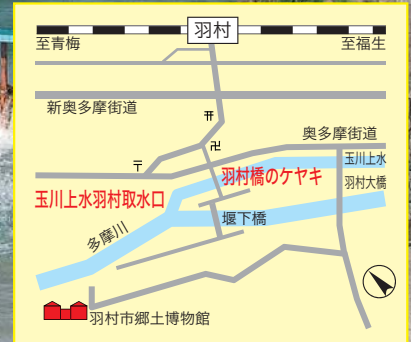 羽村
至青梅
至福生
新奥多摩街道
卍
奥多摩街道
〒
玉川上水
羽村橋のケヤキ
羽村大橋
玉川上水羽村取水口
堰下橋
多摩川
羽村市郷土博物館